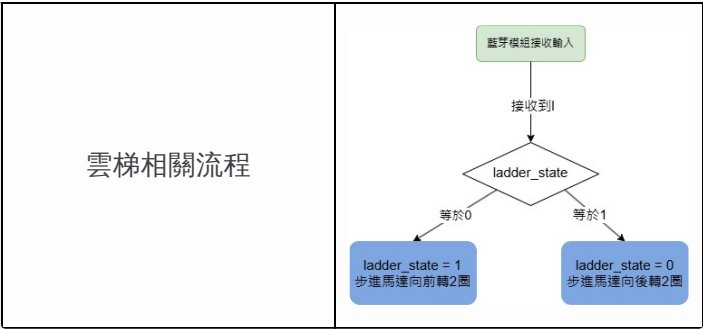 雲梯相關流程
藍芽模組接收輸入
接收到l
ladder_state
等於0
等於1
ladder_state = 1
步進馬達向前轉2圈
ladder_state = 0
步進馬達向後轉2圈